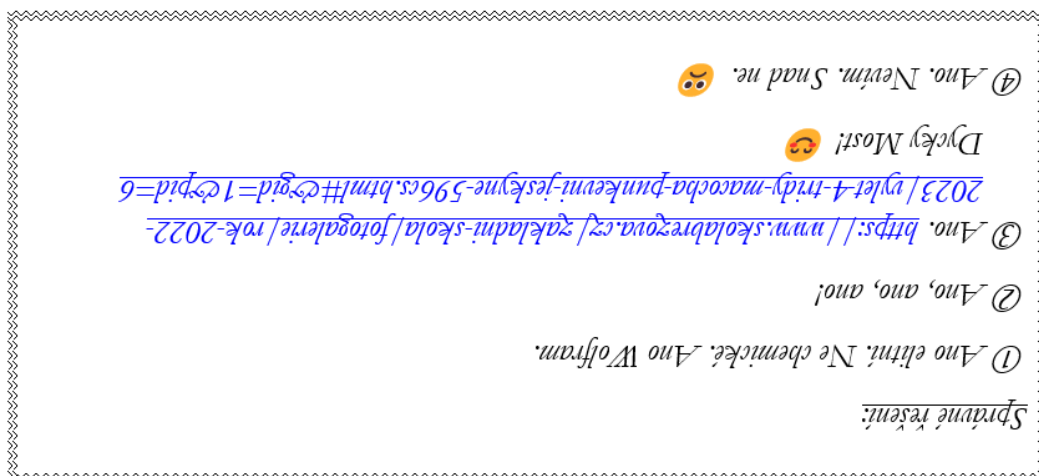 Správné řešení:
① Ano elitní. Ne chemické. Ano Wolfram.
② Ano, ano, ano!
③ Ano. https://www.skolabrezova.cz/zakladni-skola/fotogalerie/rok-2022-
2023/vylet-4-tridy-macocha-punkevni-jeskyne-596cs.html#&gid=1&pid=6
Dycky Most! 😊
④ Ano. Nevím. Snad ne. 🙁